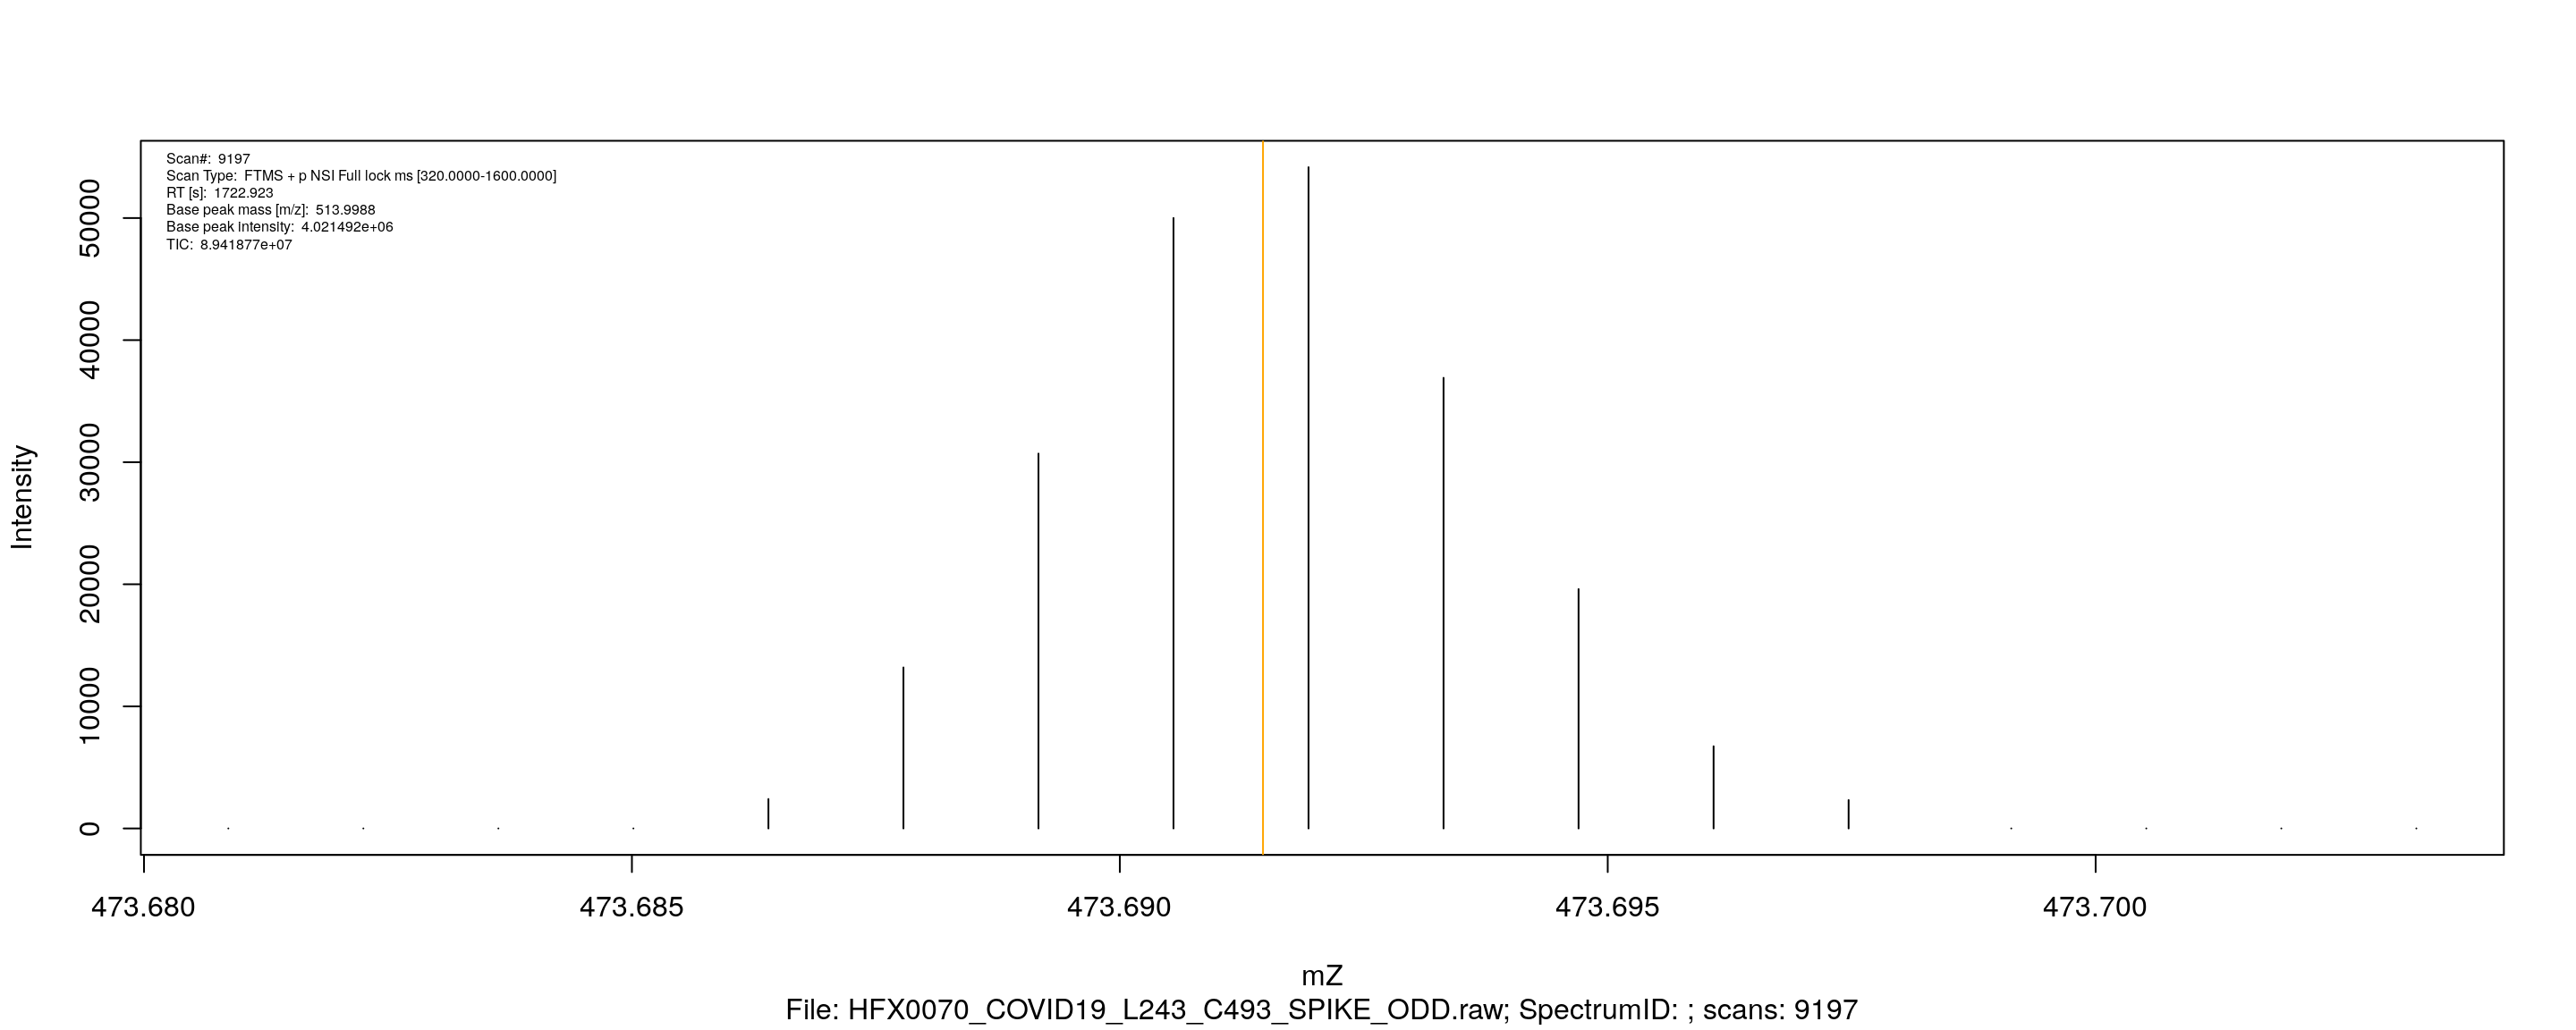 Scan#: 9197
Scan Type: FTMS + p NSI Full lock ms [320.0000-1600.0000]
RT [s]: 1722.923
Base peak mass [m/z]: 513.9988
Base peak intensity: 4.021492e+06
TIC: 8.941877e+07
Intensity
50000
40000
30000
20000
10000
0
473.680 473.685 473.690 473.695 473.700
mZ
File: HFX0070_COVID19_L243_C493_SPIKE_ODD.raw; SpectrumID: ; scans: 9197